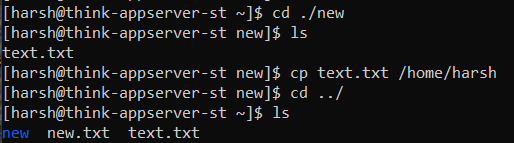 [harsh@think-appserver-st ~]$ cd ./new
[harsh@think-appserver-st new]$ ls
text.txt
[harsh@think-appserver-st new]$ cp text.txt /home/harsh
[harsh@think-appserver-st new]$ cd ../
[harsh@think-appserver-st ~]$ ls
new  new.txt  text.txt